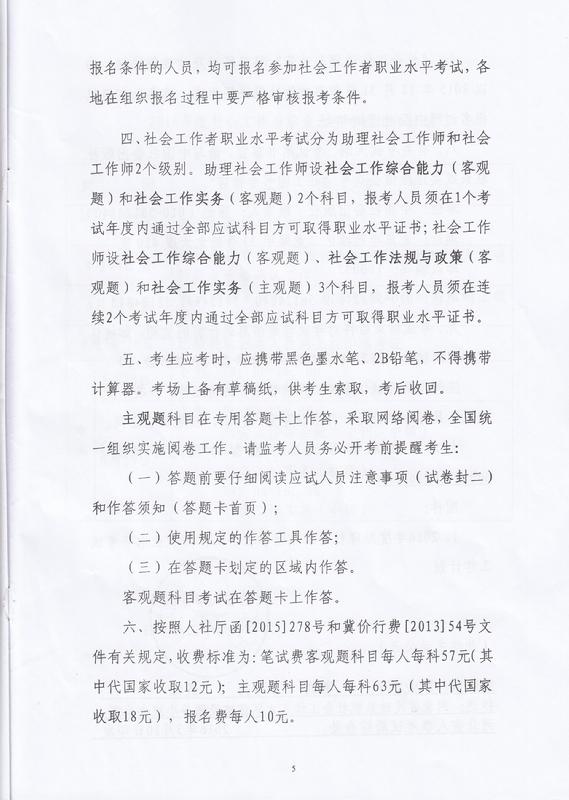 报名条件的人员，均可报名参加社会工作者职业水平考试，各
地在组织报名过程中要严格审核报考条件。
四、社会工作者职业水平考试分为助理社会工作师和社会
工作师2个级别。助理社会工作师设社会工作综合能力（客观
题）和社会工作实务（客观题）2个科目，报考人员须在1个考
试年度内通过全部应试科目方可取得职业水平证书；社会工作
师设社会工作综合能力（客观题）、社会工作法规与政策（客
观题）和社会工作实务（主观题）3个科目，报考人员须在连
续2个考试年度内通过全部应试科目方可取得职业水平证书。
五、考生应考时，应携带黑色墨水笔、2B铅笔，不得携带
计算器。考场上备有草稿纸，供考生索取，考后收回。
主观题科目在专用答题卡上作答，采取网络阅卷，全国统
一组织实施阅卷工作。请监考人员务必开考前提醒考生：
（一）答题前要仔细阅读应试人员注意事项（试卷封二）
和作答须知（答题卡首页）；
（二）使用规定的作答工具作答；
（三）在答题卡划定的区域内作答。
客观题科目考试在答题卡上作答。
六、按照人社厅函[2015]278号和冀价行费[2013]54号文
件有关规定，收费标准为：笔试费客观题科目每人每科57元（其
中代国家收取12元）；主观题科目每人每科63元（其中代国家
收取18元），报名费每人10元。
5